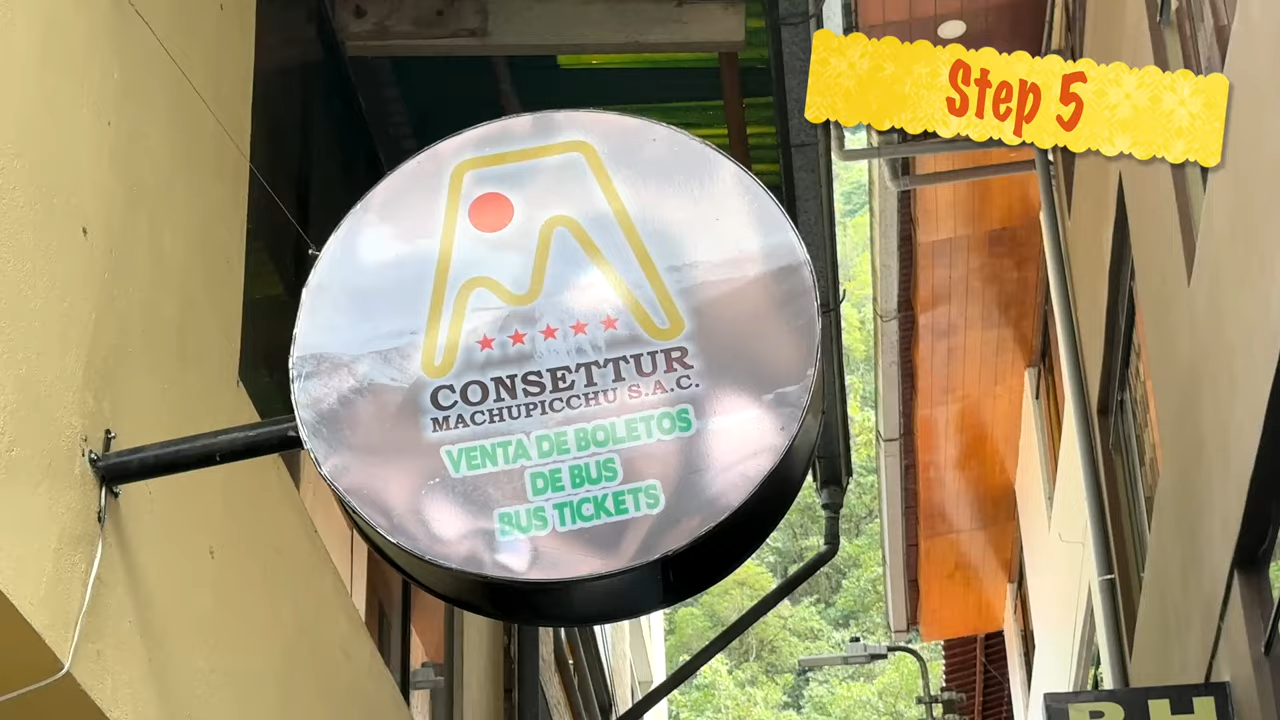 Step 5
CONSETTUR
MACHUPICCHU S.A.C.
VENTA DE BOLETOS
DE BUS
BUS TICKETS